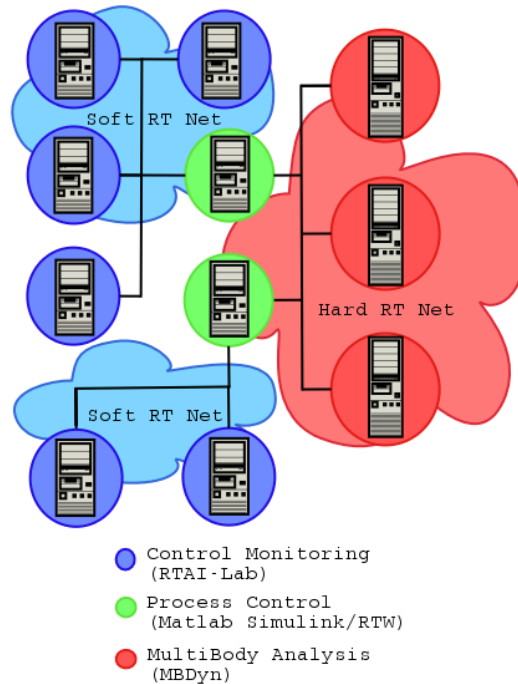 Soft RT Net
Hard RT Net
Soft RT Net
Control Monitoring
(RTAI-Lab)
Process Control
(Matlab Simulink/RTW)
MultiBody Analysis
(MBDyn)